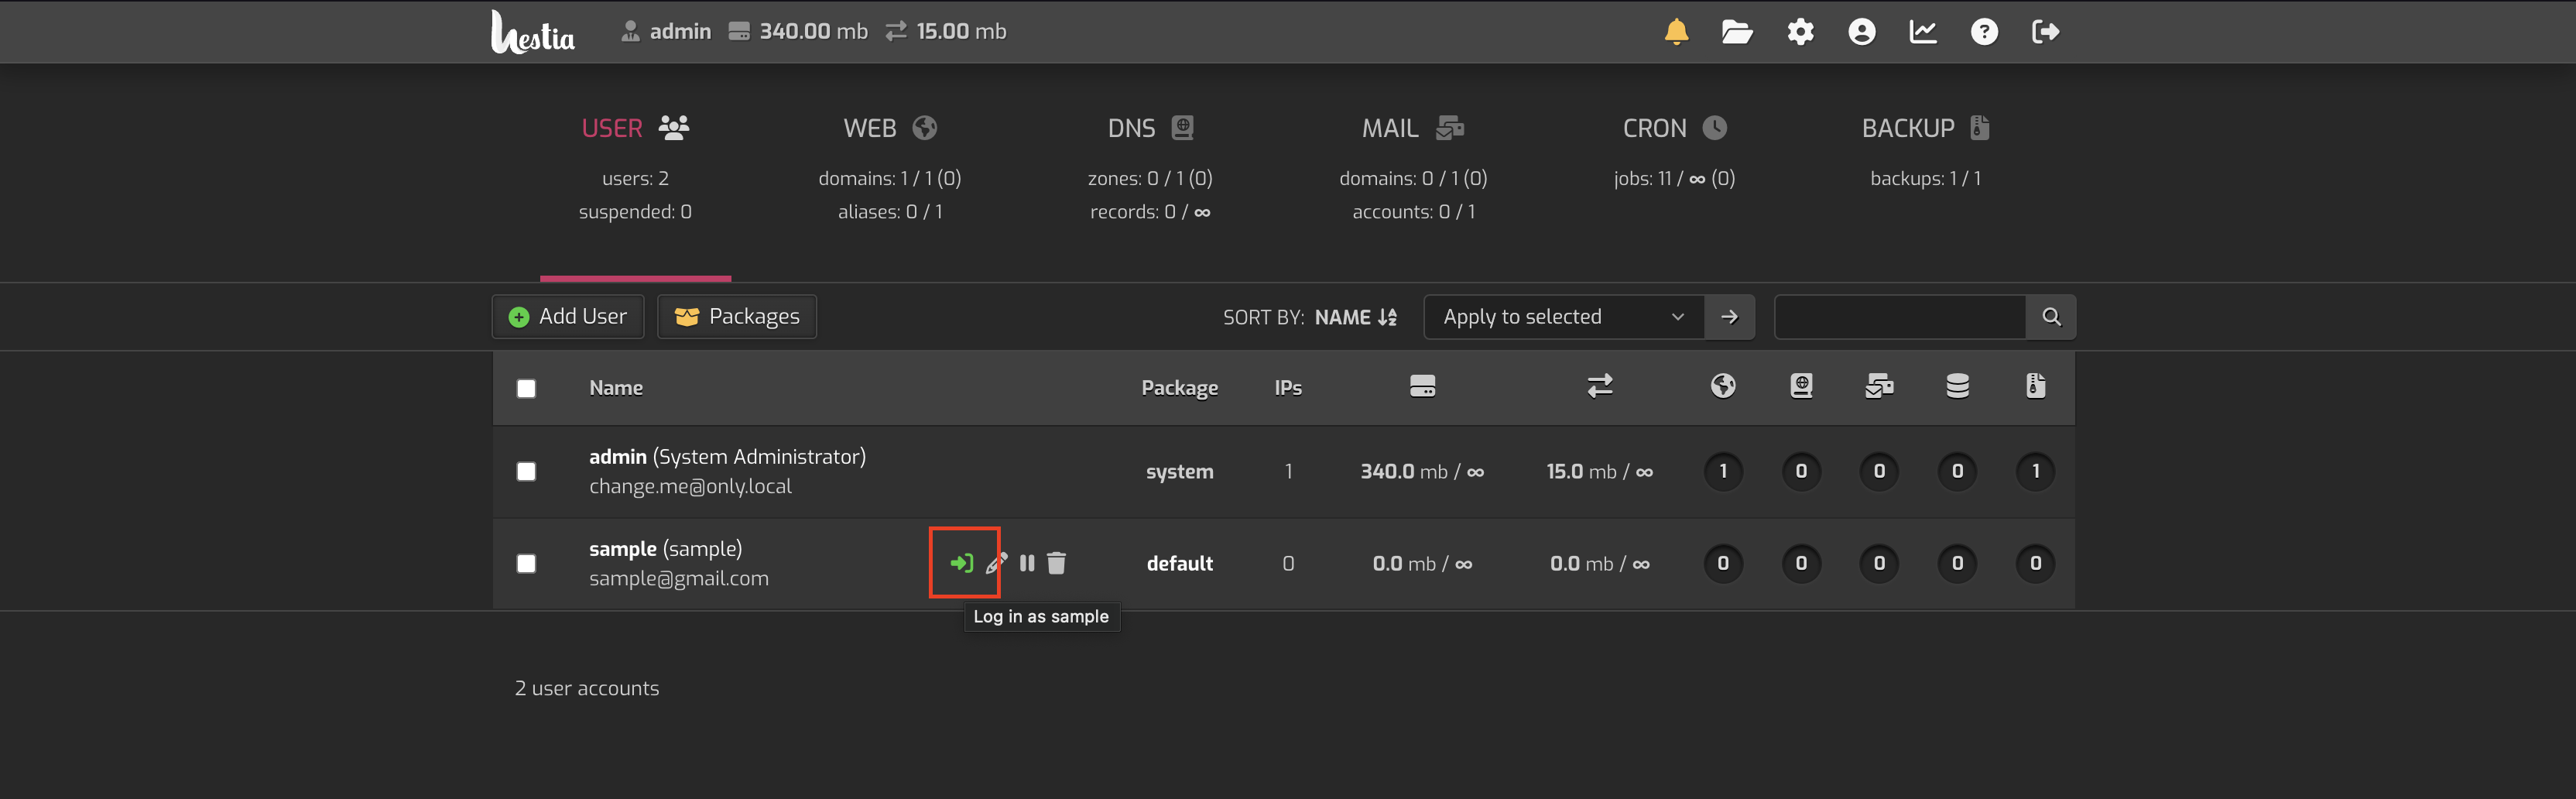 Hestia admin 340.00 mb 15.00 mb
USER WEB DNS MAIL CRON BACKUP
users: 2 domains: 1 / 1 (0) zones: 0 / 1 (0) domains: 0 / 1 (0) jobs: 11 / ∞ (0) backups: 1 / 1
suspended: 0 aliases: 0 / 1 records: 0 / ∞ accounts: 0 / 1
Add User Packages SORT BY: NAME Apply to selected
Name Package IPs
admin (System Administrator) system 1 340.0 mb / ∞ 15.0 mb / ∞ 1 0 0 0 1
change.me@only.local
sample (sample) default 0 0.0 mb / ∞ 0.0 mb / ∞ 0 0 0 0 0
sample@gmail.com
Log in as sample
2 user accounts